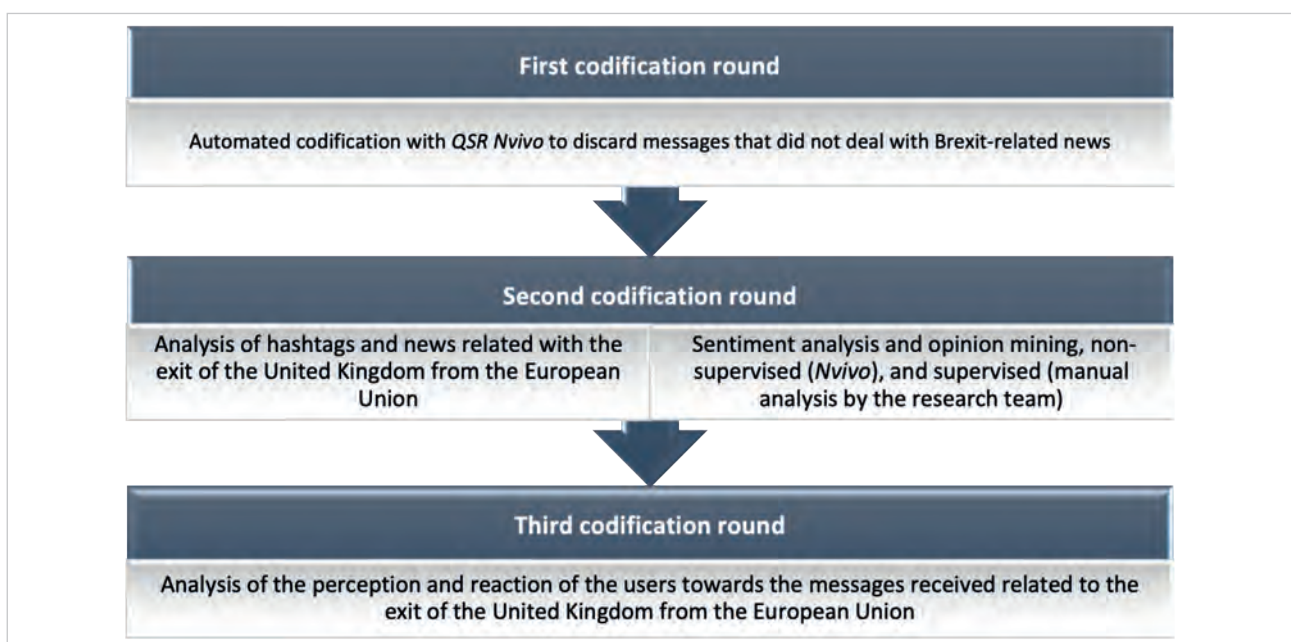 First codification round
Automated codification with QSR Nvivo to discard messages that did not deal with Brexit-related news
Second codification round
Analysis of hashtags and news related with the
exit of the United Kingdom from the European
Union
Sentiment analysis and opinion mining, non-
supervised (Nvivo), and supervised (manual
analysis by the research team)
Third codification round
Analysis of the perception and reaction of the users towards the messages received related to the
exit of the United Kingdom from the European Union